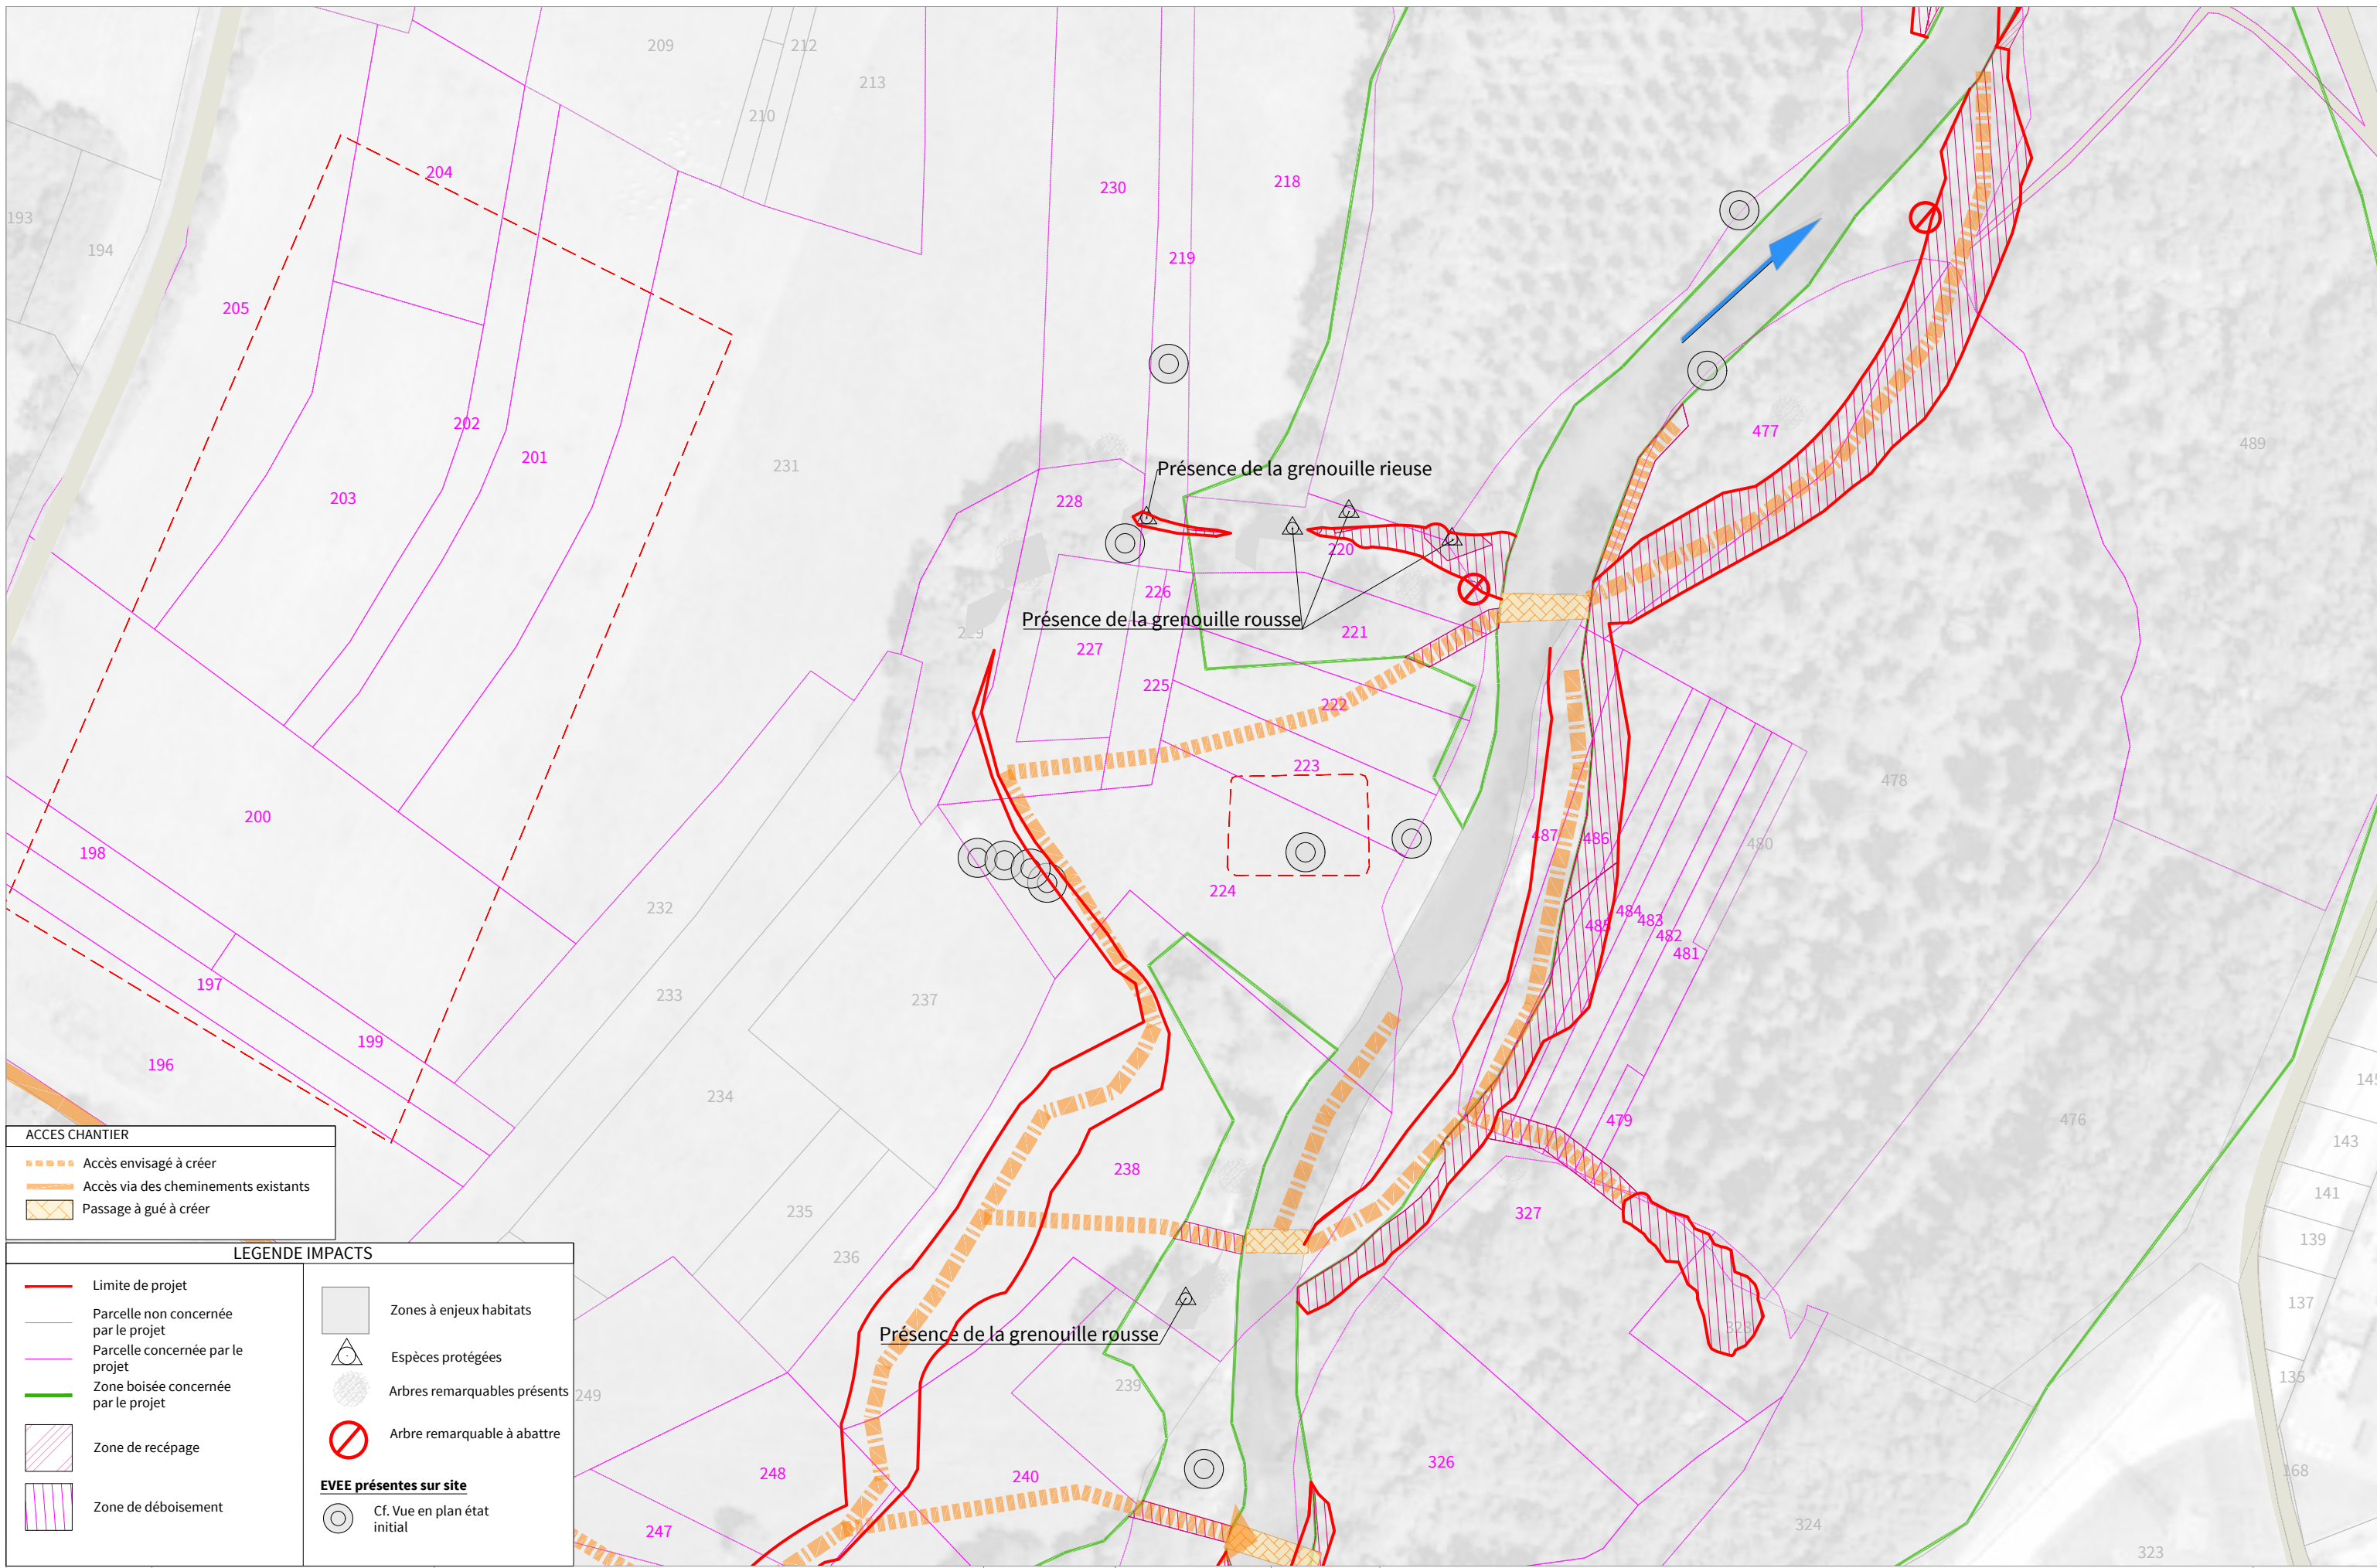 209
212
213
210
204
230
218
193
194
219
205
202
201
203
231
477
489
Présence de la grenouille rieuse
228
220
226
Présence de la grenouille rousse
221
229
227
225
222
223
478
200
487
486
480
198
224
232
484
483
485
482
481
197
233
237
199
196
145
234
479
476
143
238
141
235
327
139
236
137
Présence de la grenouille rousse
328
135
249
239
326
168
248
240
247
324
323
ACCES CHANTIER
Accès envisagé à créer
Accès via des cheminements existants
Passage à gué à créer
LEGENDE IMPACTS
Limite de projet
Parcelle non concernée
par le projet
Parcelle concernée par le
projet
Zone boisée concernée
par le projet
Zone de recépage
Zone de déboisement
Zones à enjeux habitats
Espèces protégées
Arbres remarquables présents
Arbre remarquable à abattre
EVEE présentes sur site
Cf. Vue en plan état
initial